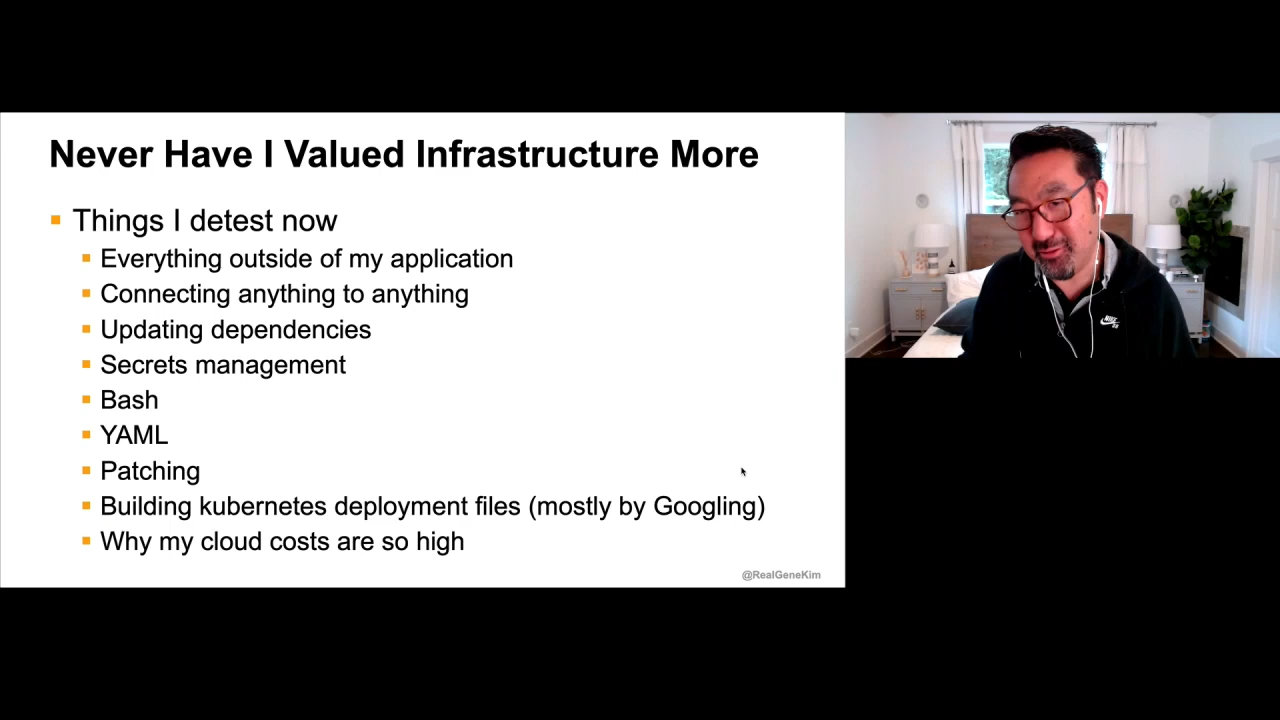 Never Have I Valued Infrastructure More
Things I detest now
Everything outside of my application
Connecting anything to anything
Updating dependencies
Secrets management
Bash
YAML
Patching
Building kubernetes deployment files (mostly by Googling)
Why my cloud costs are so high
@RealGeneKim
NIKE